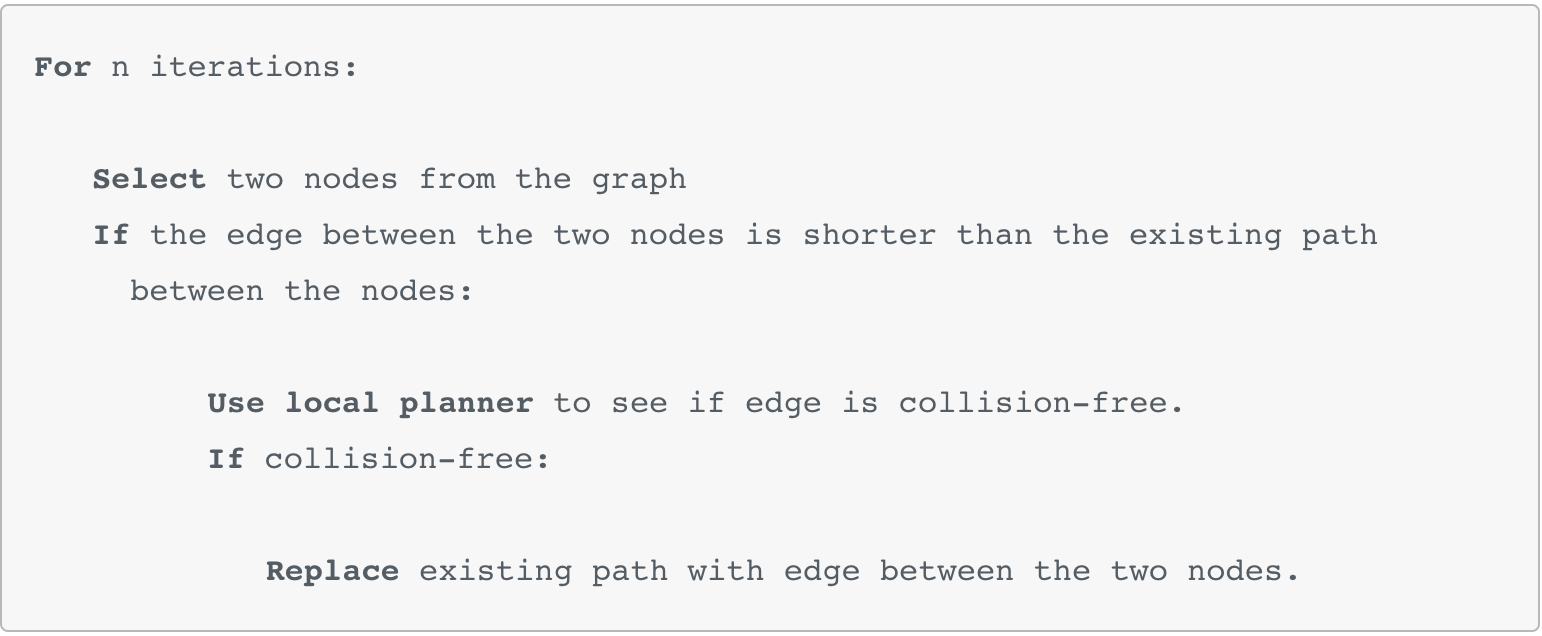 For n iterations:
Select two nodes from the graph
If the edge between the two nodes is shorter than the existing path
between the nodes:
Use local planner to see if edge is collision-free.
If collision-free:
Replace existing path with edge between the two nodes.